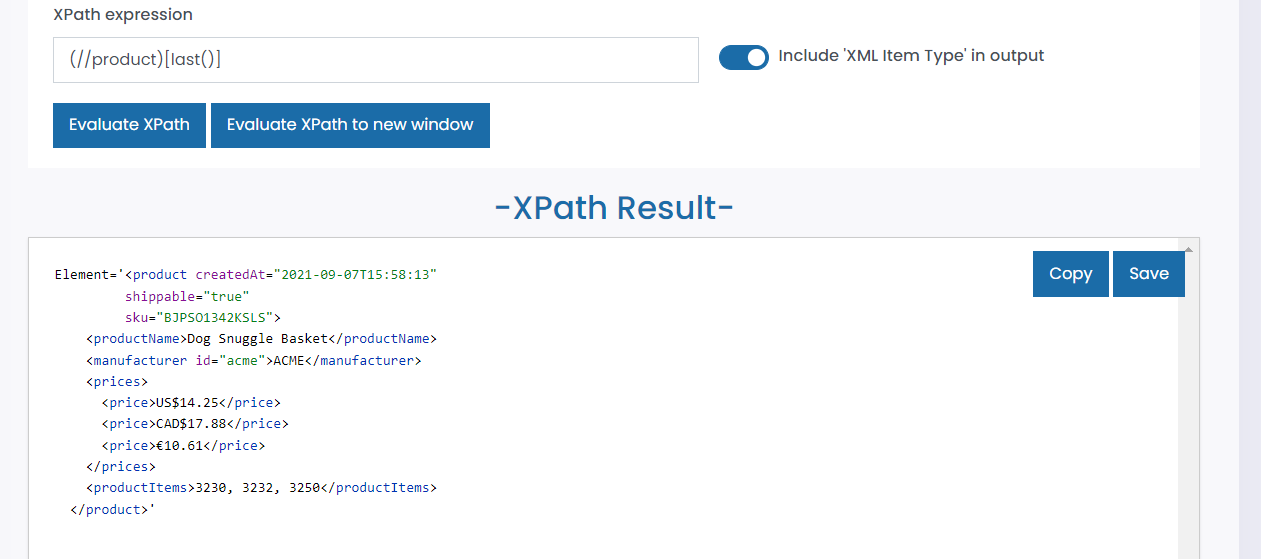 XPath expression
(//product)[last()]
Include 'XML Item Type' in output
Evaluate XPath
Evaluate XPath to new window
-XPath Result-
Copy
Save
Element='<product createdAt="2021-09-07T15:58:13"
shippable="true"
sku="BJPSO1342KSLS">
<productName>Dog Snuggle Basket</productName>
<manufacturer id="acme">ACME</manufacturer>
<prices>
<price>US$14.25</price>
<price>CAD$17.88</price>
<price>€10.61</price>
</prices>
<productItems>3230, 3232, 3250</productItems>
</product>'